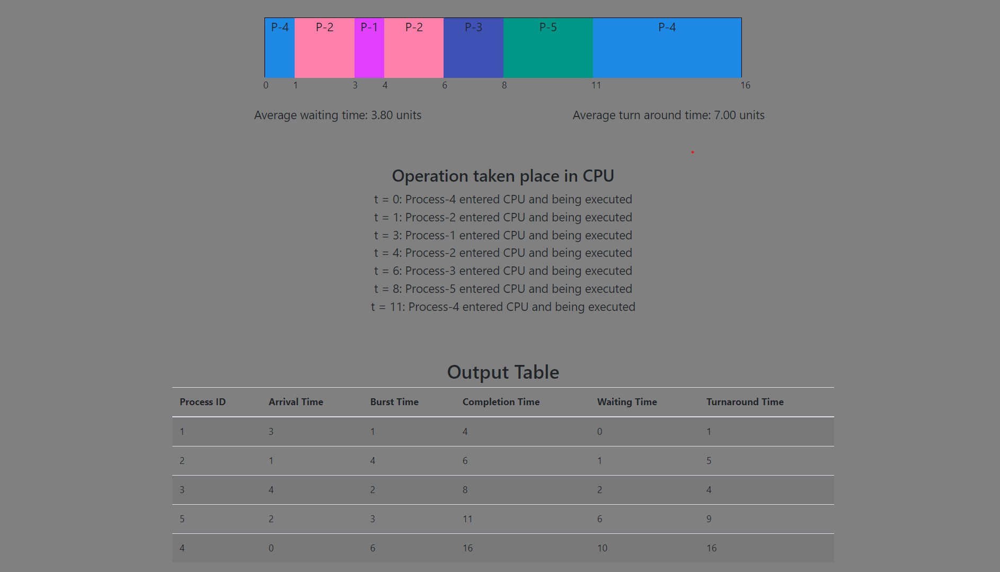 P-4 P-2 P-1 P-2 P-3 P-5 P-4
0 1 3 4 6 8 11 16
Average waiting time: 3.80 units Average turn around time: 7.00 units
Operation taken place in CPU
t = 0: Process-4 entered CPU and being executed
t = 1: Process-2 entered CPU and being executed
t = 3: Process-1 entered CPU and being executed
t = 4: Process-2 entered CPU and being executed
t = 6: Process-3 entered CPU and being executed
t = 8: Process-5 entered CPU and being executed
t = 11: Process-4 entered CPU and being executed
Output Table
Process ID Arrival Time Burst Time Completion Time Waiting Time Turnaround Time
1 3 1 4 0 1
2 1 4 6 1 5
3 4 2 8 2 4
5 2 3 11 6 9
4 0 6 16 10 16